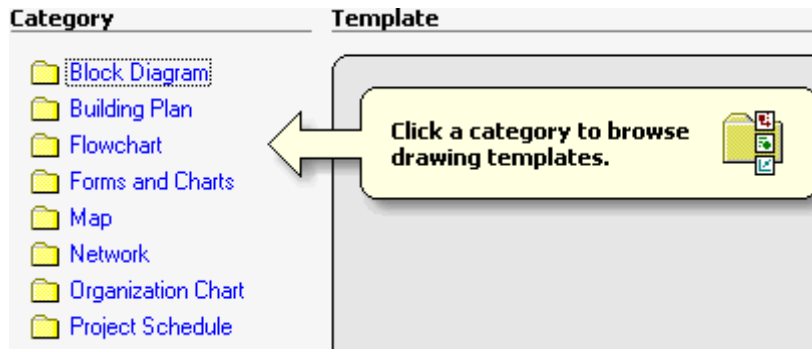 Category
Template
Block Diagram
Building Plan
Flowchart
Forms and Charts
Map
Network
Organization Chart
Project Schedule
Click a category to browse
drawing templates.